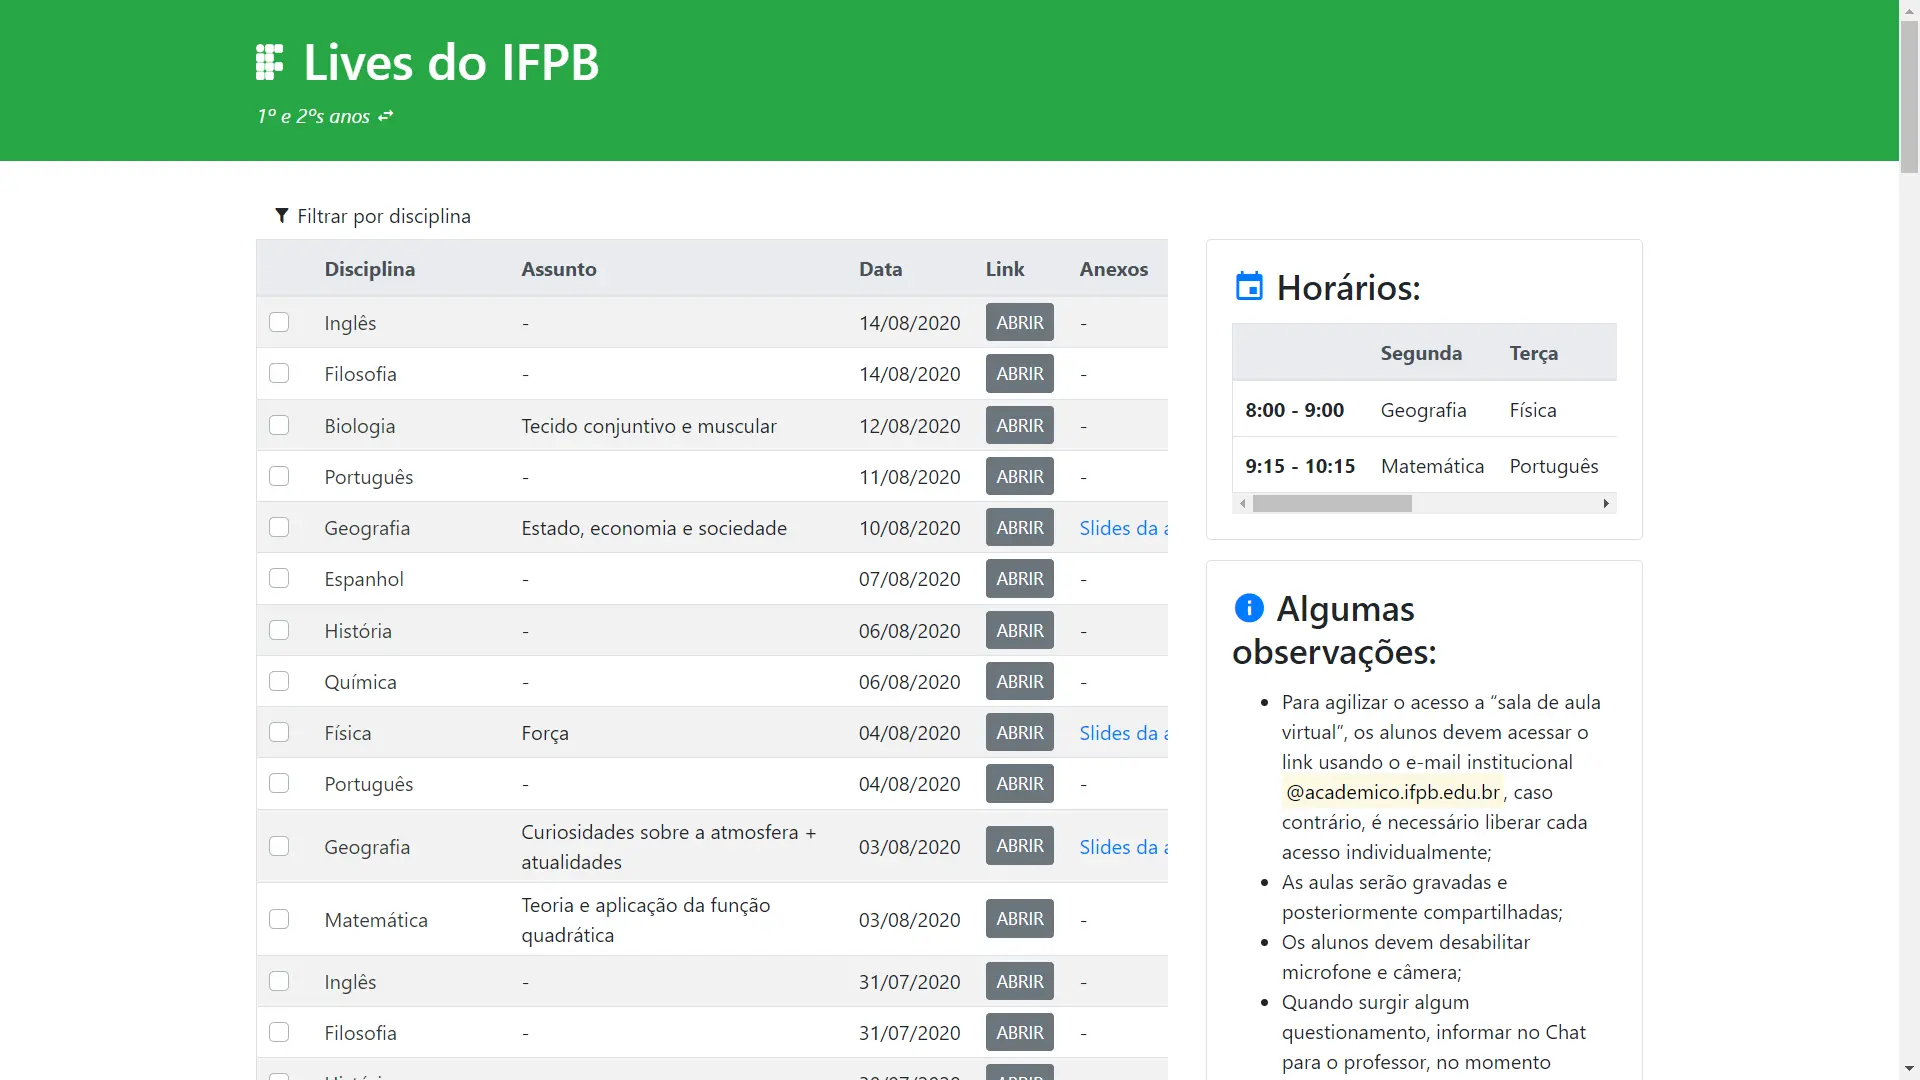 Lives do IFPB
1º e 2ºs anos
Filtrar por disciplina
Disciplina Assunto Data Link Anexos
Inglês - 14/08/2020 ABRIR -
Filosofia - 14/08/2020 ABRIR -
Biologia Tecido conjuntivo e muscular 12/08/2020 ABRIR -
Português - 11/08/2020 ABRIR -
Geografia Estado, economia e sociedade 10/08/2020 ABRIR Slides da a
Espanhol - 07/08/2020 ABRIR -
História - 06/08/2020 ABRIR -
Química - 06/08/2020 ABRIR -
Física Força 04/08/2020 ABRIR Slides da a
Português - 04/08/2020 ABRIR -
Geografia Curiosidades sobre a atmosfera +
atualidades 03/08/2020 ABRIR Slides da a
Matemática Teoria e aplicação da função
quadrática 03/08/2020 ABRIR -
Inglês - 31/07/2020 ABRIR -
Filosofia - 31/07/2020 ABRIR -
Horários:
Segunda Terça
8:00 - 9:00 Geografia Física
9:15 - 10:15 Matemática Português
Algumas
observações:
Para agilizar o acesso a “sala de aula
virtual”, os alunos devem acessar o
link usando o e-mail institucional
@academico.ifpb.edu.br, caso
contrário, é necessário liberar cada
acesso individualmente;
As aulas serão gravadas e
posteriormente compartilhadas;
Os alunos devem desabilitar
microfone e câmera;
Quando surgir algum
questionamento, informar no Chat
para o professor, no momento